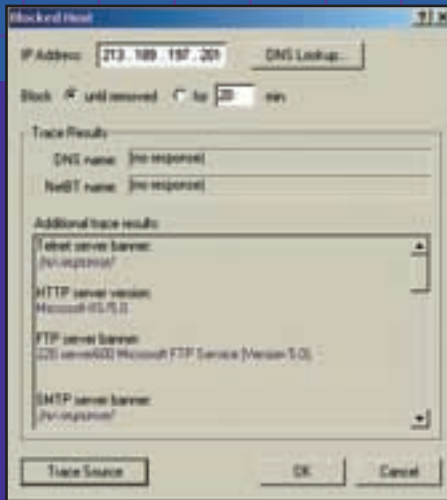 Blocked Host
IP Address: 213 . 189 . 197 . 201 DNS Lookup...
Block until removed for 20 min
Trace Results
DNS name: (no response)
NetBT name: (no response)
Additional trace results:
Telnet server banner:
/no response/
HTTP server version:
Microsoft-IIS/5.0
FTP server banner:
220 server600 Microsoft FTP Service (Version 5.0).
SMTP server banner:
/no response/
Trace Source OK Cancel